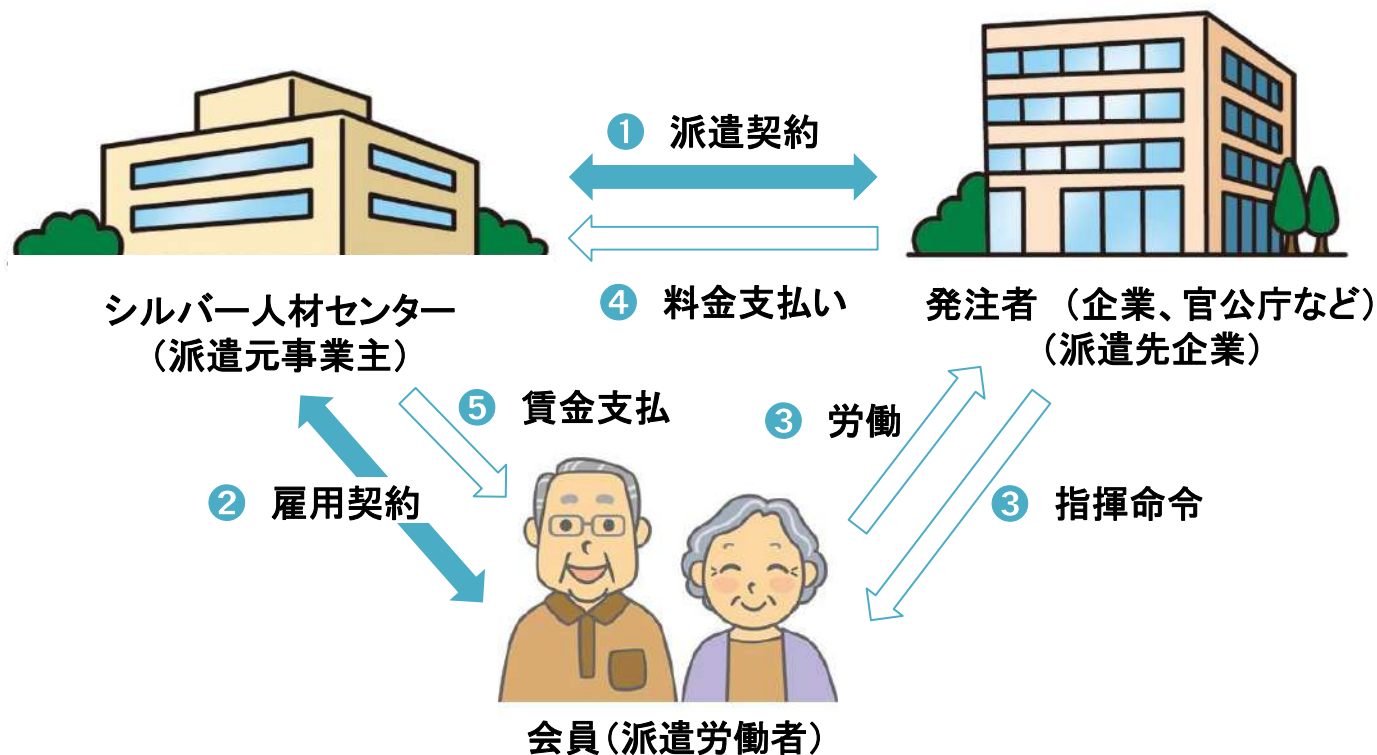 ❶ 派遣契約
❹ 料金支払い
シルバー人材センター
（派遣元事業主）
発注者 （企業、官公庁など）
（派遣先企業）
❺ 賃金支払
❸ 労働
❷ 雇用契約
❸ 指揮命令
会員（派遣労働者）